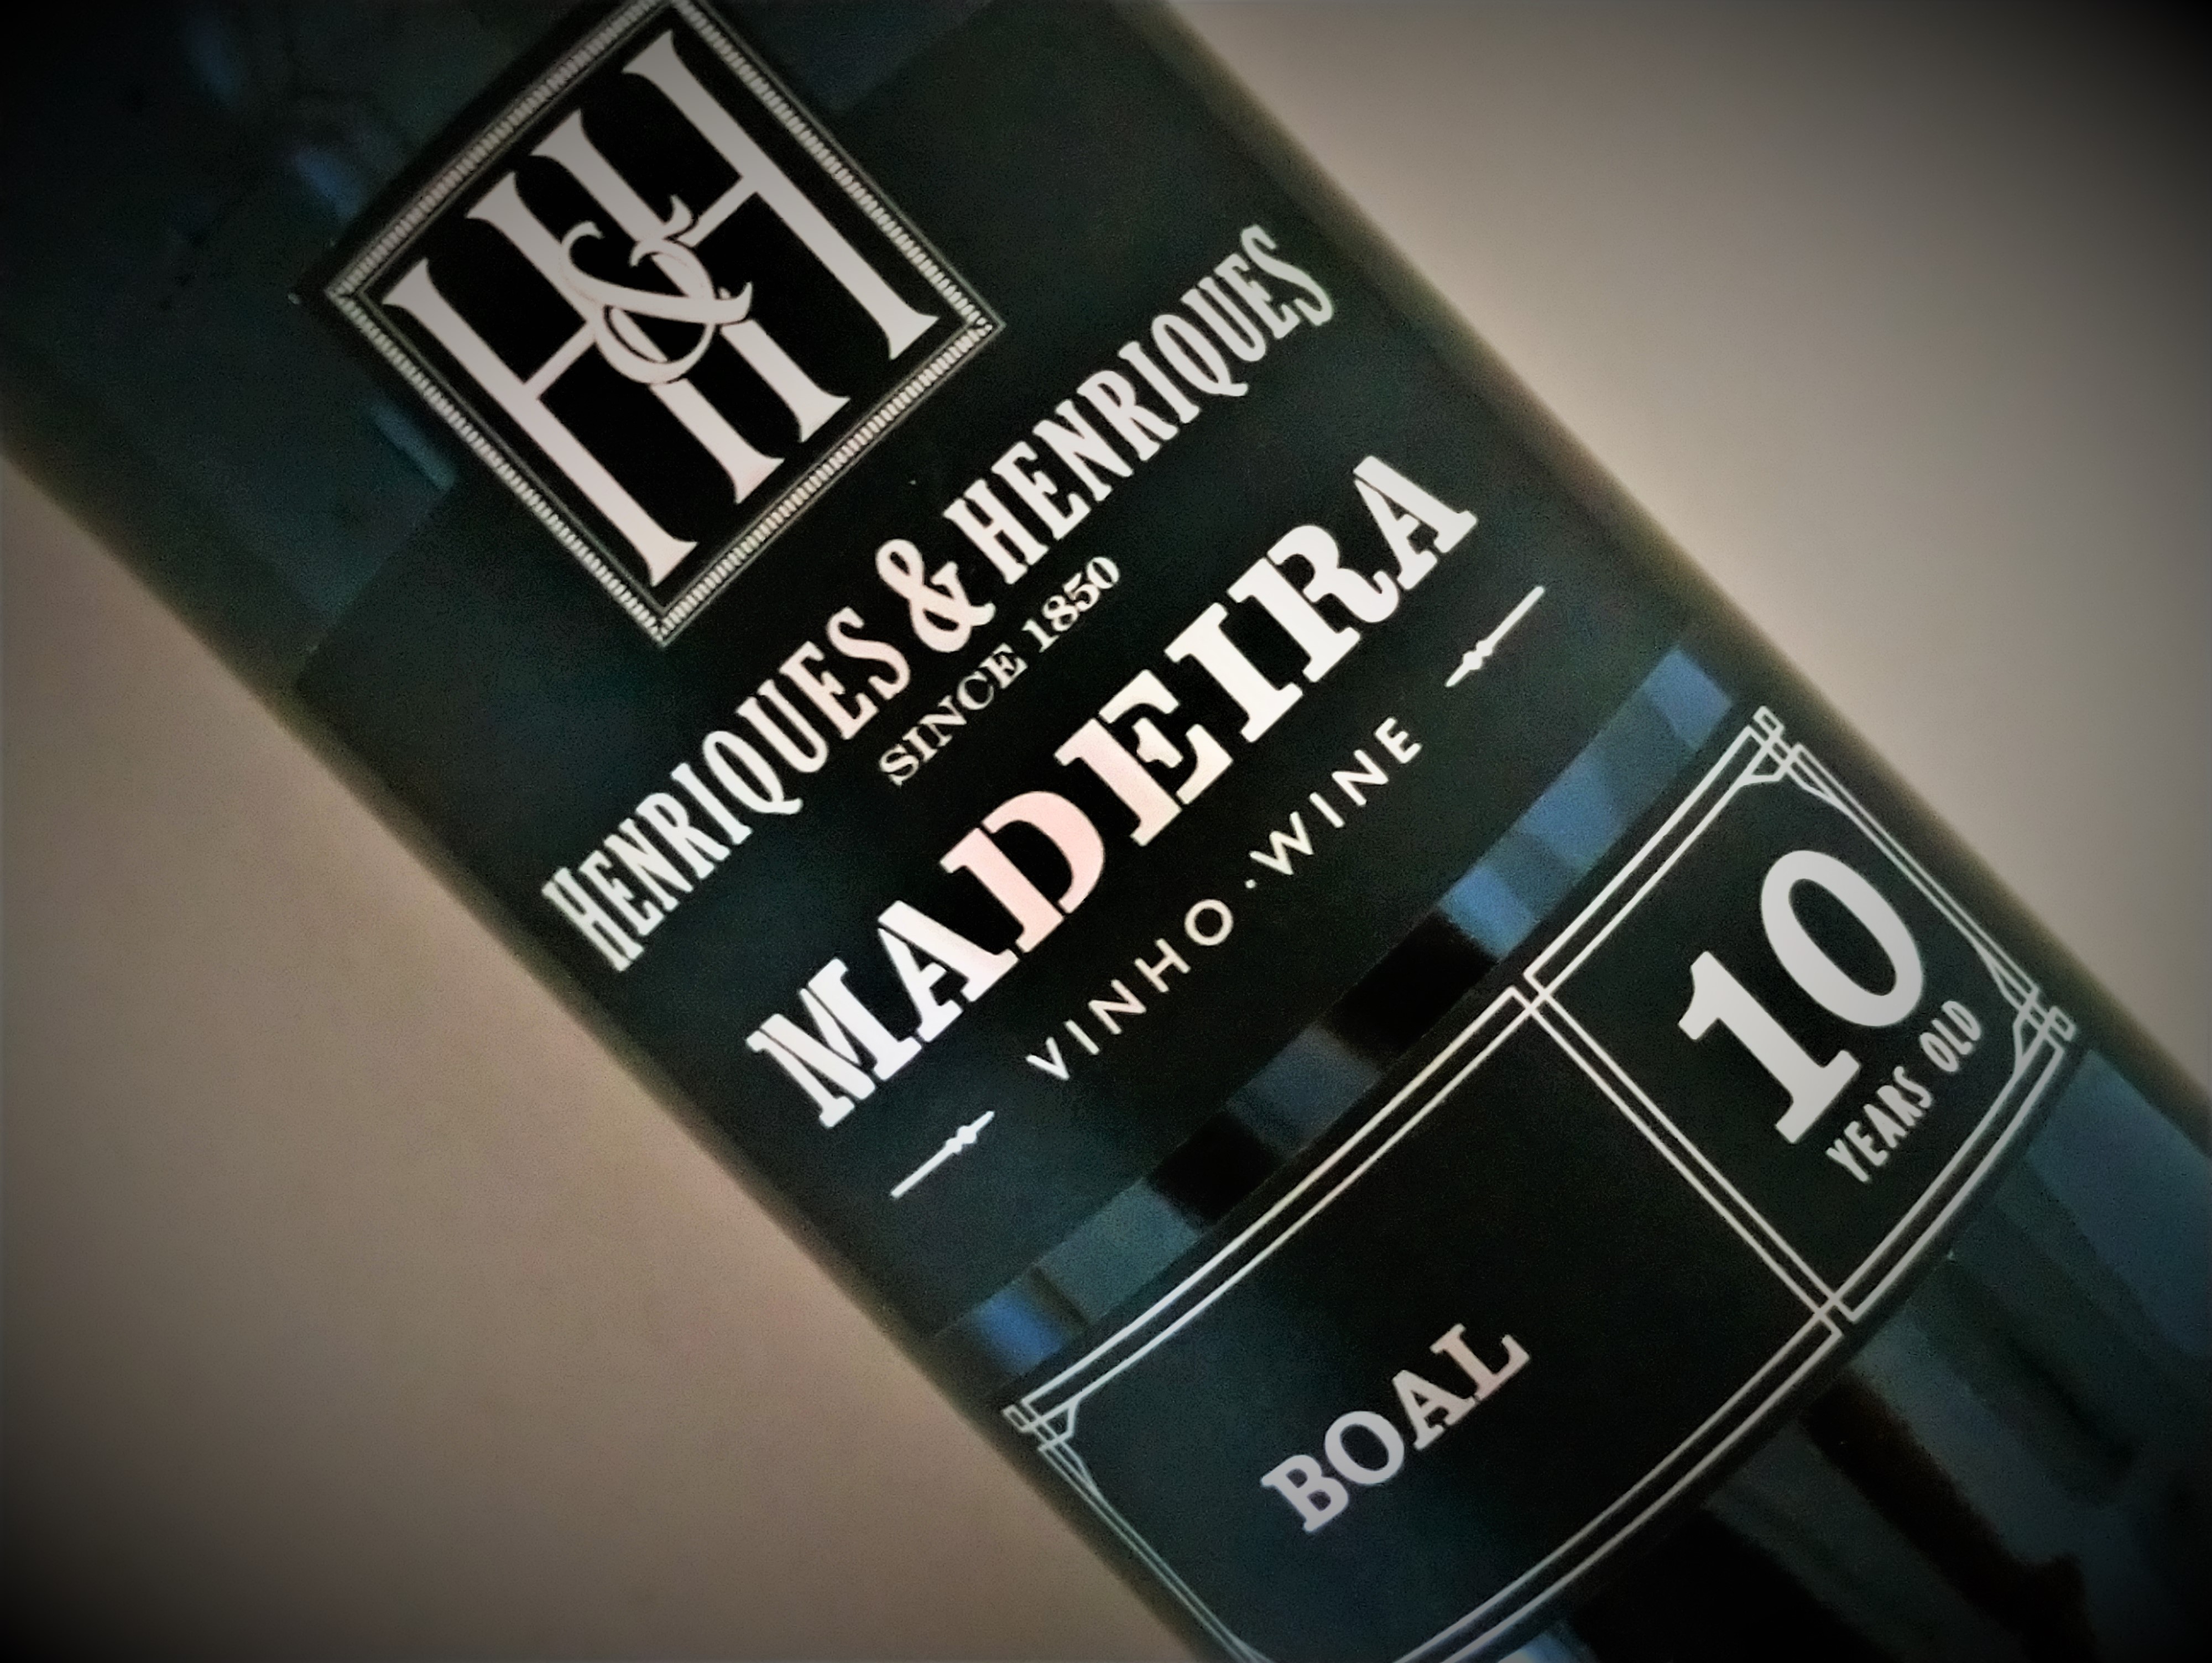 H&H
HENRIQUES & HENRIQUES
SINCE 1850
MADEIRA
VINHO · WINE
10
YEARS OLD
BOAL